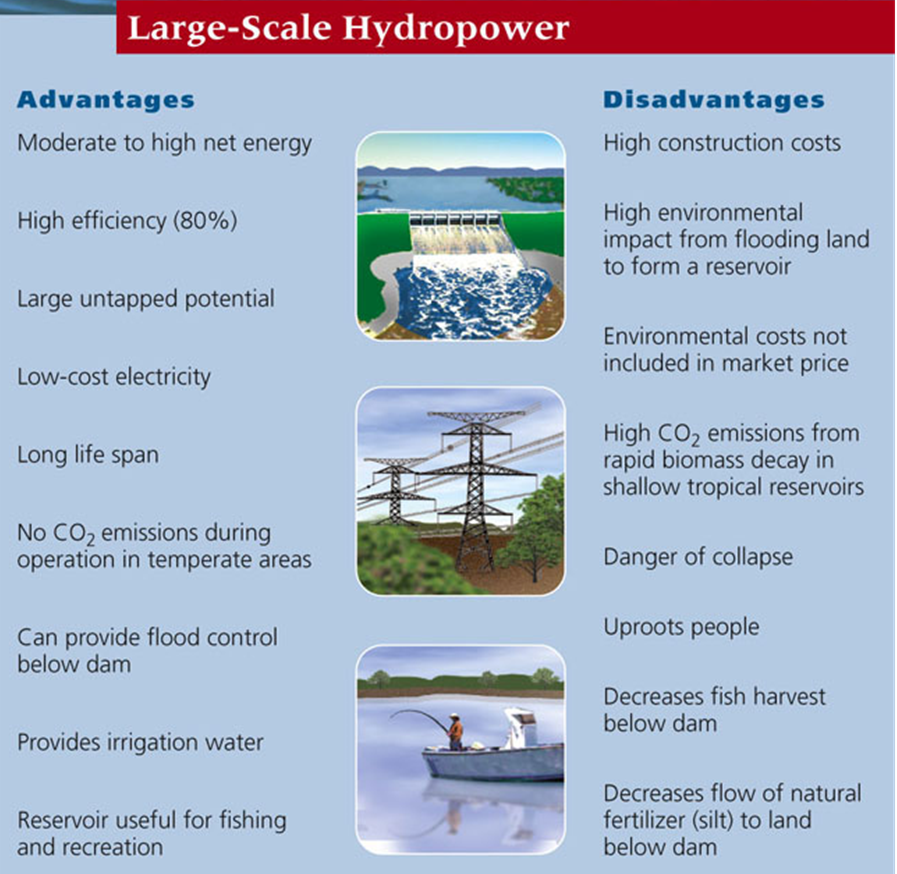 Large-Scale Hydropower
Advantages
Moderate to high net energy
High efficiency (80%)
Large untapped potential
Low-cost electricity
Long life span
No CO₂ emissions during
operation in temperate areas
Can provide flood control
below dam
Provides irrigation water
Reservoir useful for fishing
and recreation
Disadvantages
High construction costs
High environmental
impact from flooding land
to form a reservoir
Environmental costs not
included in market price
High CO₂ emissions from
rapid biomass decay in
shallow tropical reservoirs
Danger of collapse
Uproots people
Decreases fish harvest
below dam
Decreases flow of natural
fertilizer (silt) to land
below dam